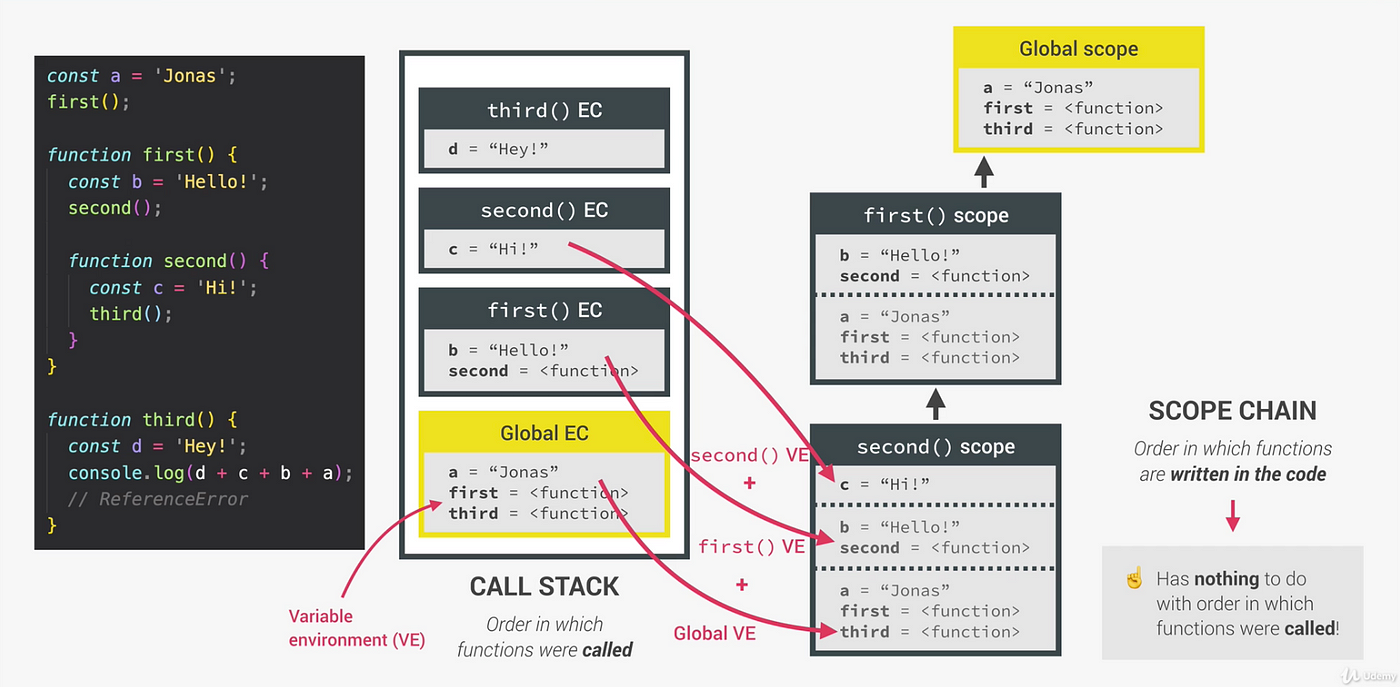 const a = 'Jonas';
first();
function first() {
const b = 'Hello!';
second();
function second() {
const c = 'Hi!';
third();
}
}
function third() {
const d = 'Hey!';
console.log(d + c + b + a);
// ReferenceError
}
third() EC
d = “Hey!”
second() EC
c = “Hi!”
first() EC
b = “Hello!”
second = <function>
Global EC
a = “Jonas”
first = <function>
third = <function>
Variable
environment (VE)
CALL STACK
Order in which
functions were called
second() VE
+
first() VE
+
Global VE
Global scope
a = “Jonas”
first = <function>
third = <function>
first() scope
b = “Hello!”
second = <function>
a = “Jonas”
first = <function>
third = <function>
second() scope
c = “Hi!”
b = “Hello!”
second = <function>
a = “Jonas”
first = <function>
third = <function>
SCOPE CHAIN
Order in which functions
are written in the code
☝ Has nothing to do
with order in which
functions were called!
Udemy